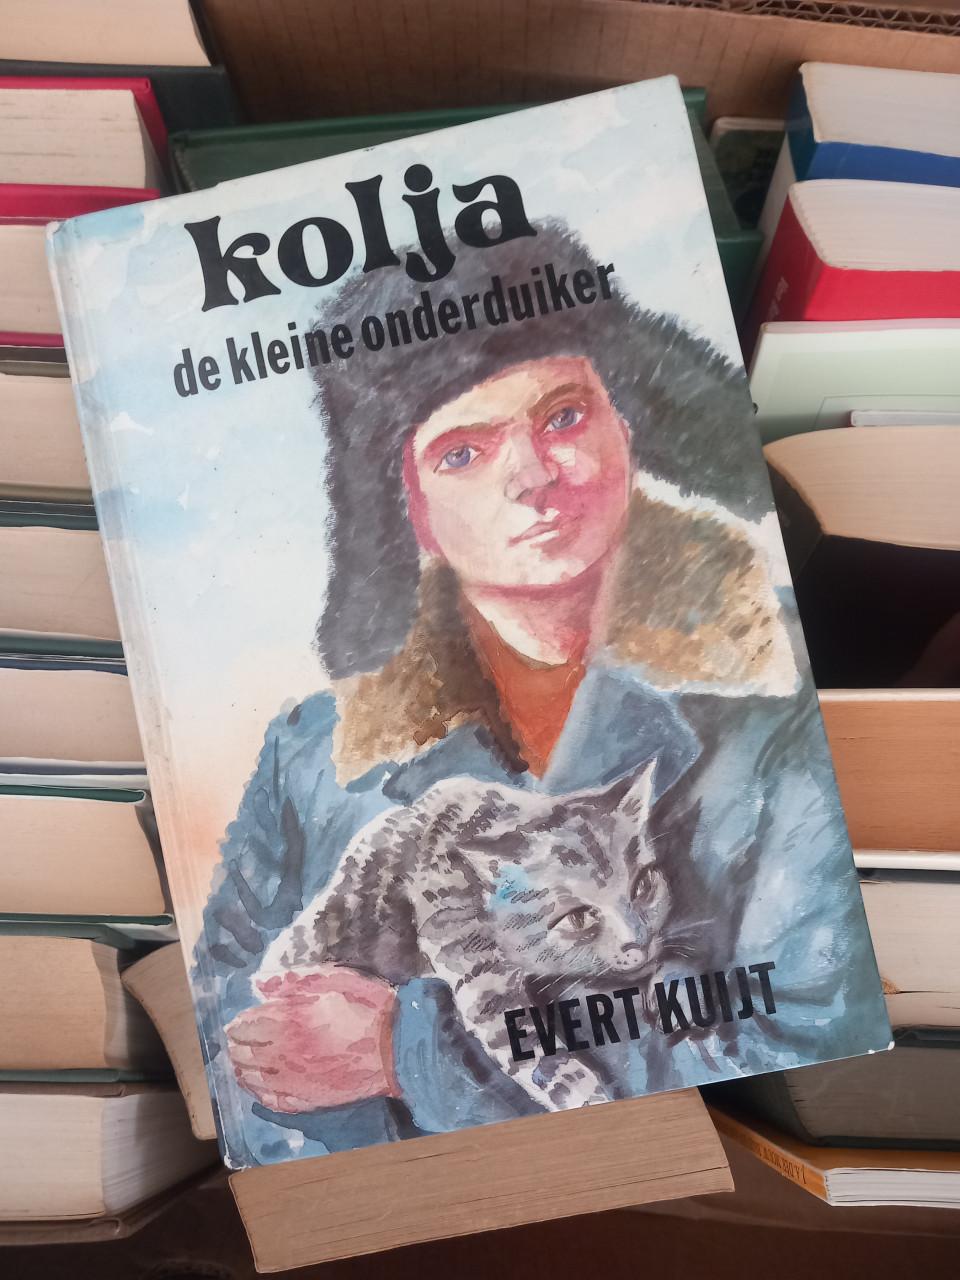 kolja
de kleine onderduiker
EVERT KUIJT